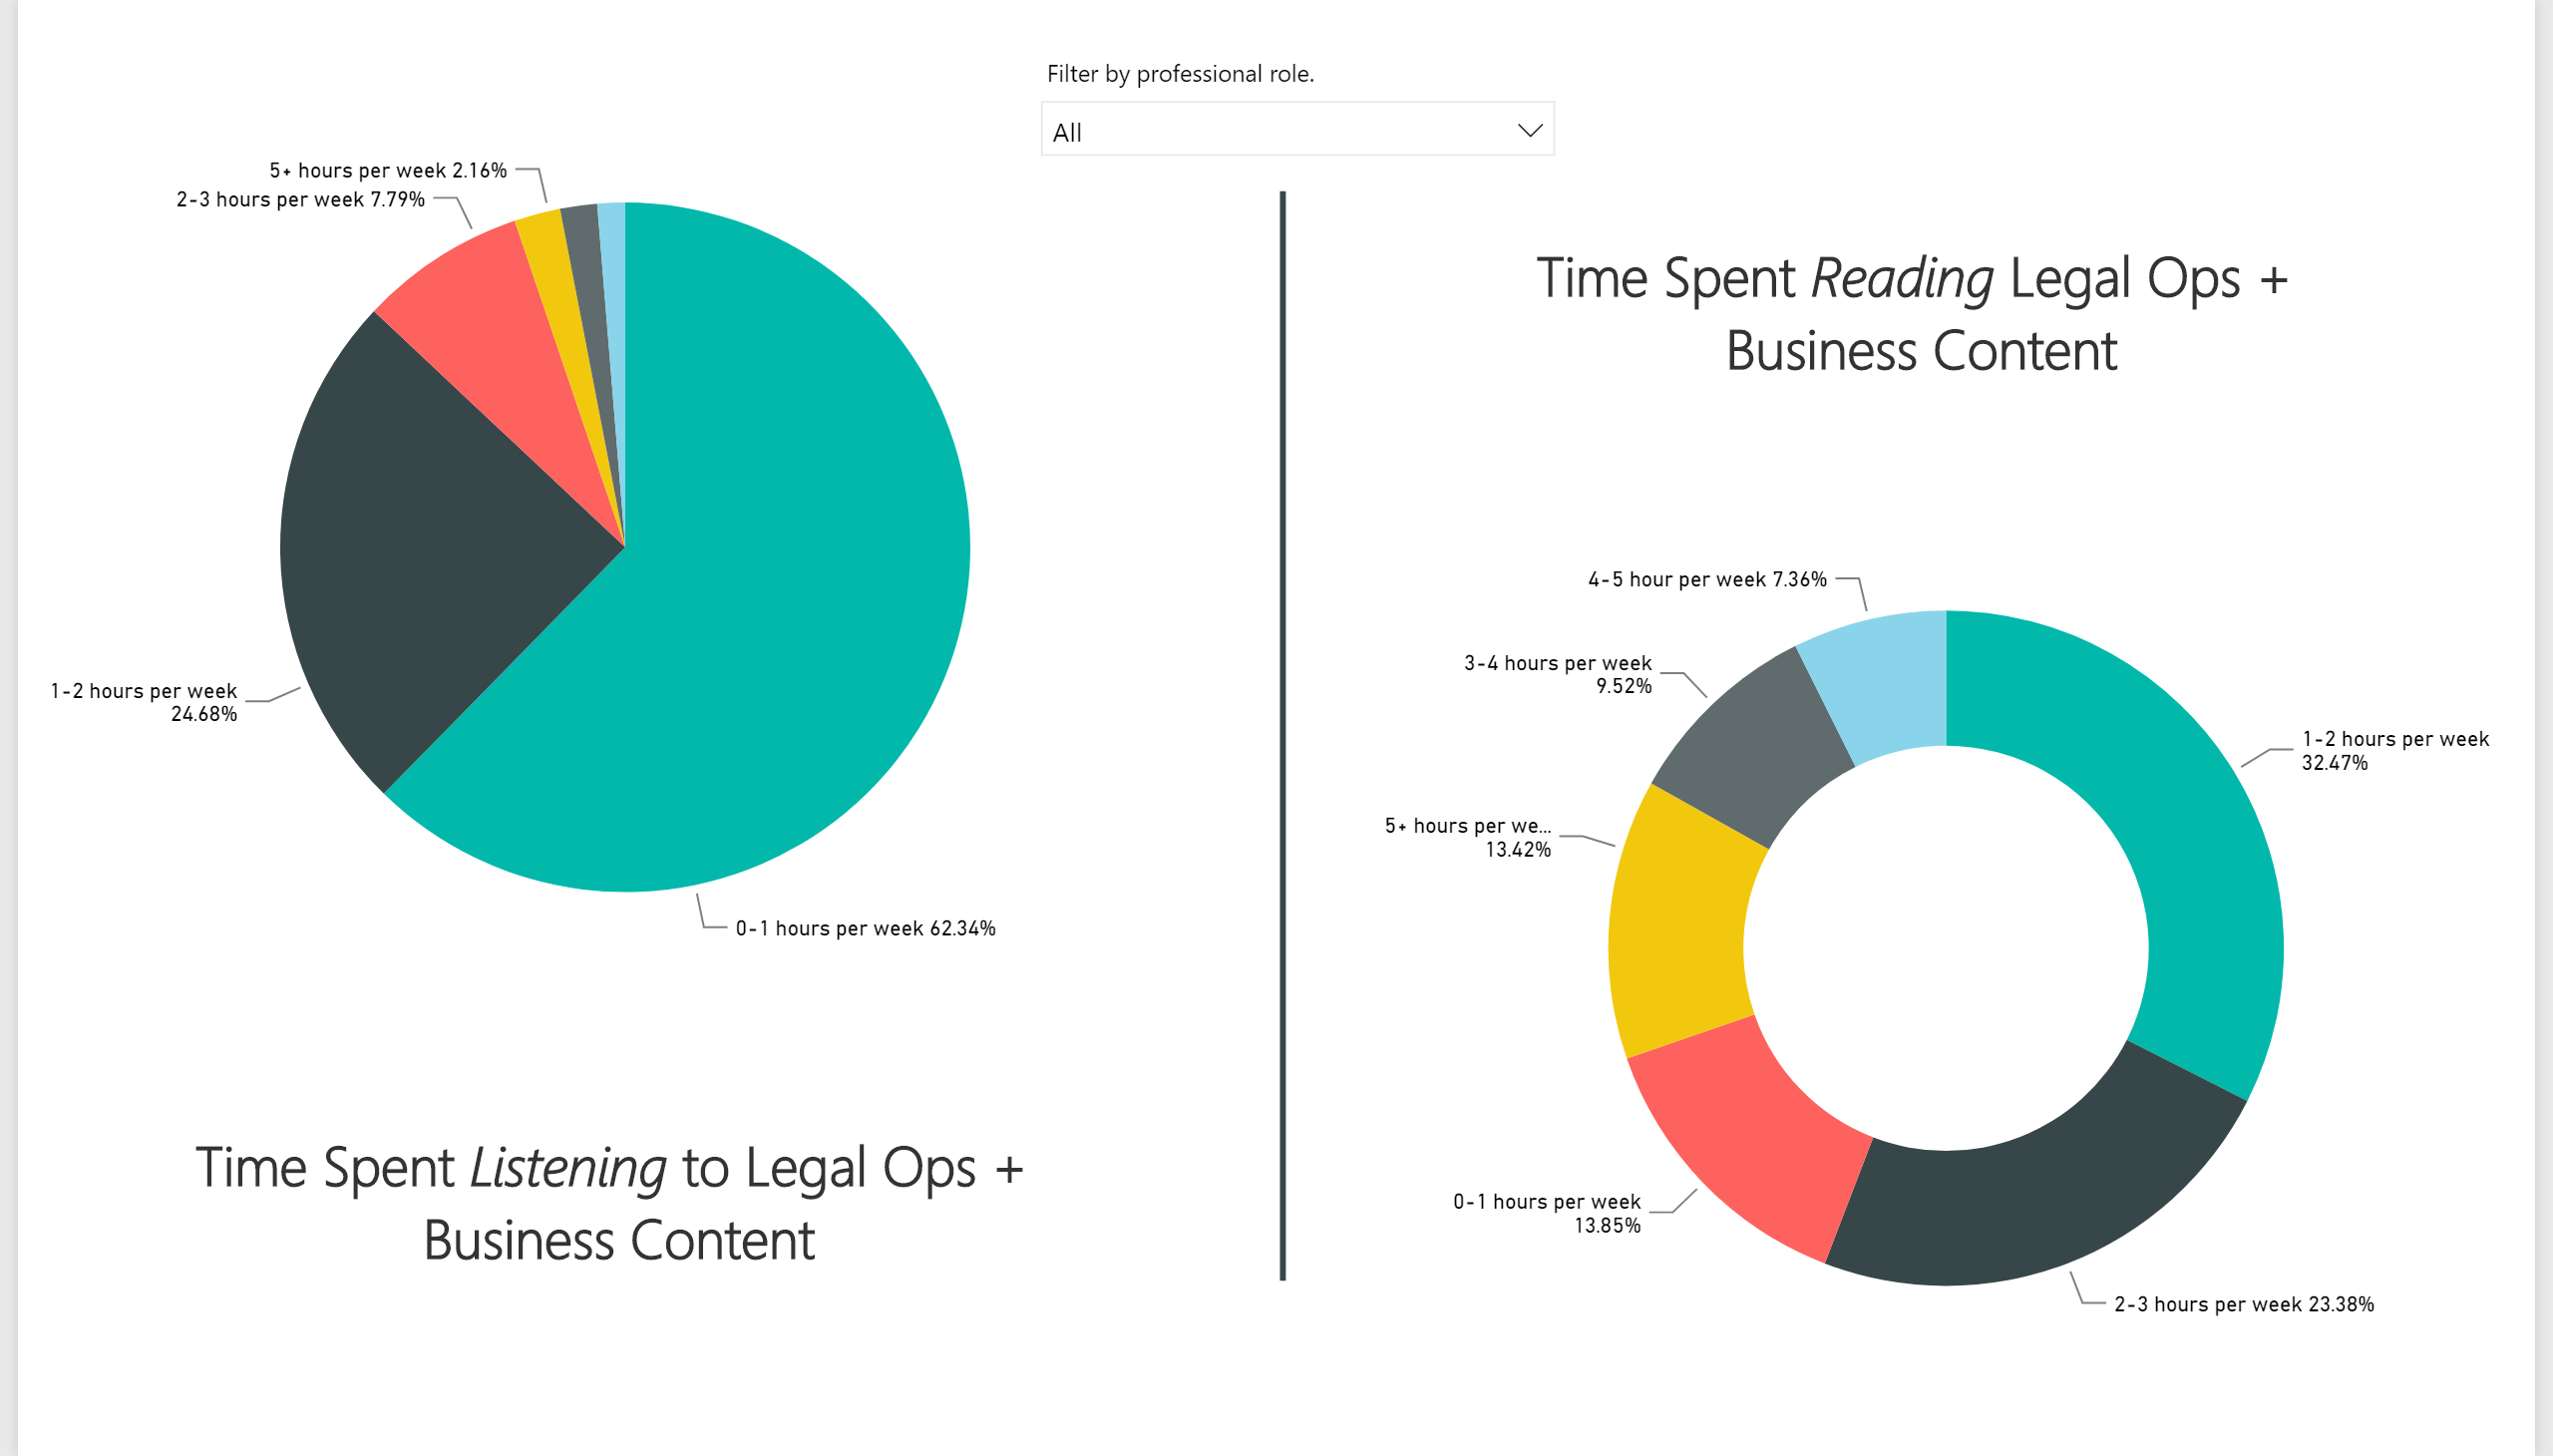 Filter by professional role.
All
5+ hours per week 2.16%
2-3 hours per week 7.79%
1-2 hours per week
24.68%
0-1 hours per week 62.34%
Time Spent Listening to Legal Ops +
Business Content
Time Spent Reading Legal Ops +
Business Content
4-5 hour per week 7.36%
3-4 hours per week
9.52%
1-2 hours per week
32.47%
5+ hours per we...
13.42%
0-1 hours per week
13.85%
2-3 hours per week 23.38%